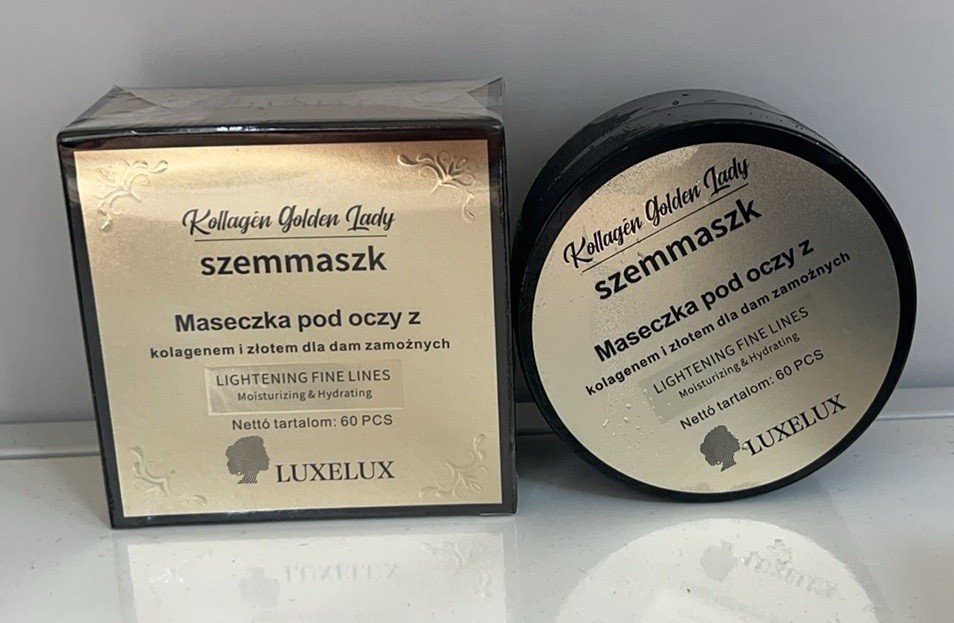 Kollagén Golden Lady
szemmaszk
Maseczka pod oczy z
kolagenem i złotem dla dam zamożnych
LIGHTENING FINE LINES
Moisturizing & Hydrating
Nettó tartalom: 60 PCS
LUXELUX
Kollagén Golden Lady
szemmaszk
Maseczka pod oczy z
kolagenem i złotem dla dam zamożnych
LIGHTENING FINE LINES
Moisturizing & Hydrating
Nettó tartalom: 60 PCS
LUXELUX